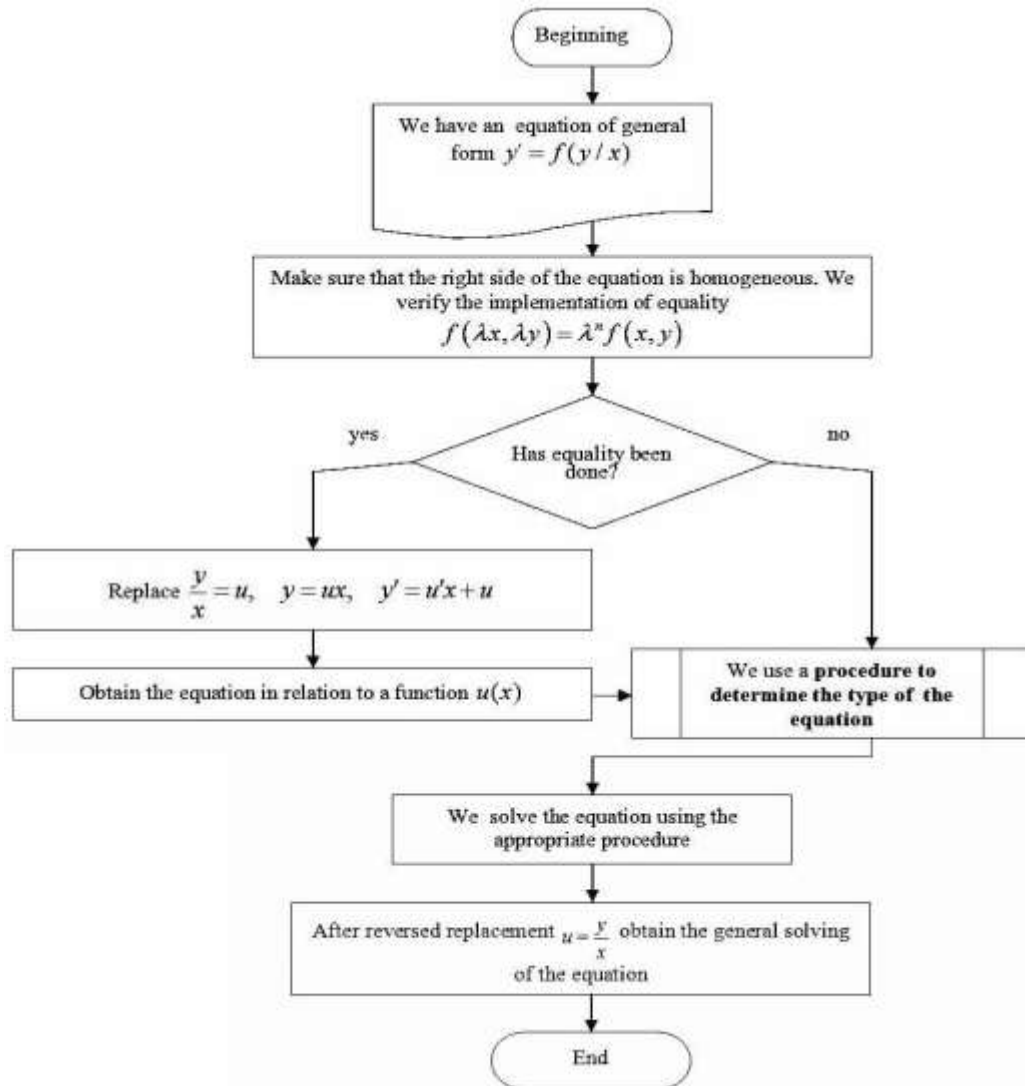 Beginning
We have an equation of general
form y' = f(y / x)
Make sure that the right side of the equation is homogeneous. We
verify the implementation of equality
f(λx, λy) = λⁿ f(x, y)
yes
no
Has equality been
done?
Replace y/x = u, y = ux, y' = u'x + u
Obtain the equation in relation to a function u(x)
We use a procedure to
determine the type of the
equation
We solve the equation using the
appropriate procedure
After reversed replacement u = y/x obtain the general solving
of the equation
End